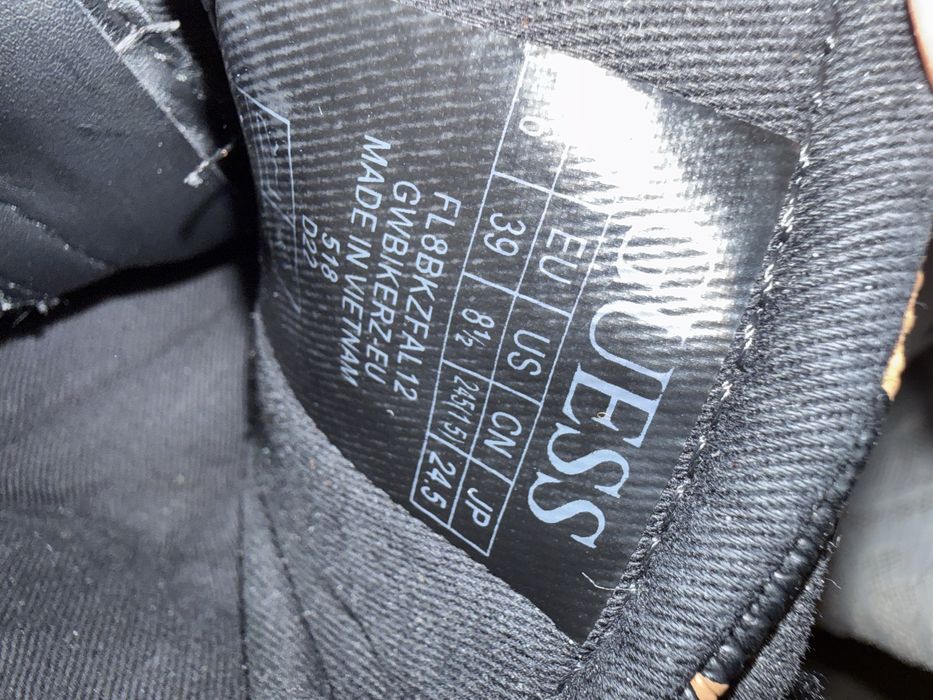 GUESS
EU US CN JP
6 39 8½ 245(1.5) 24.5
FL8BKZFAL12
GWBIKERZ-EU
MADE IN VIETNAM
518
D22